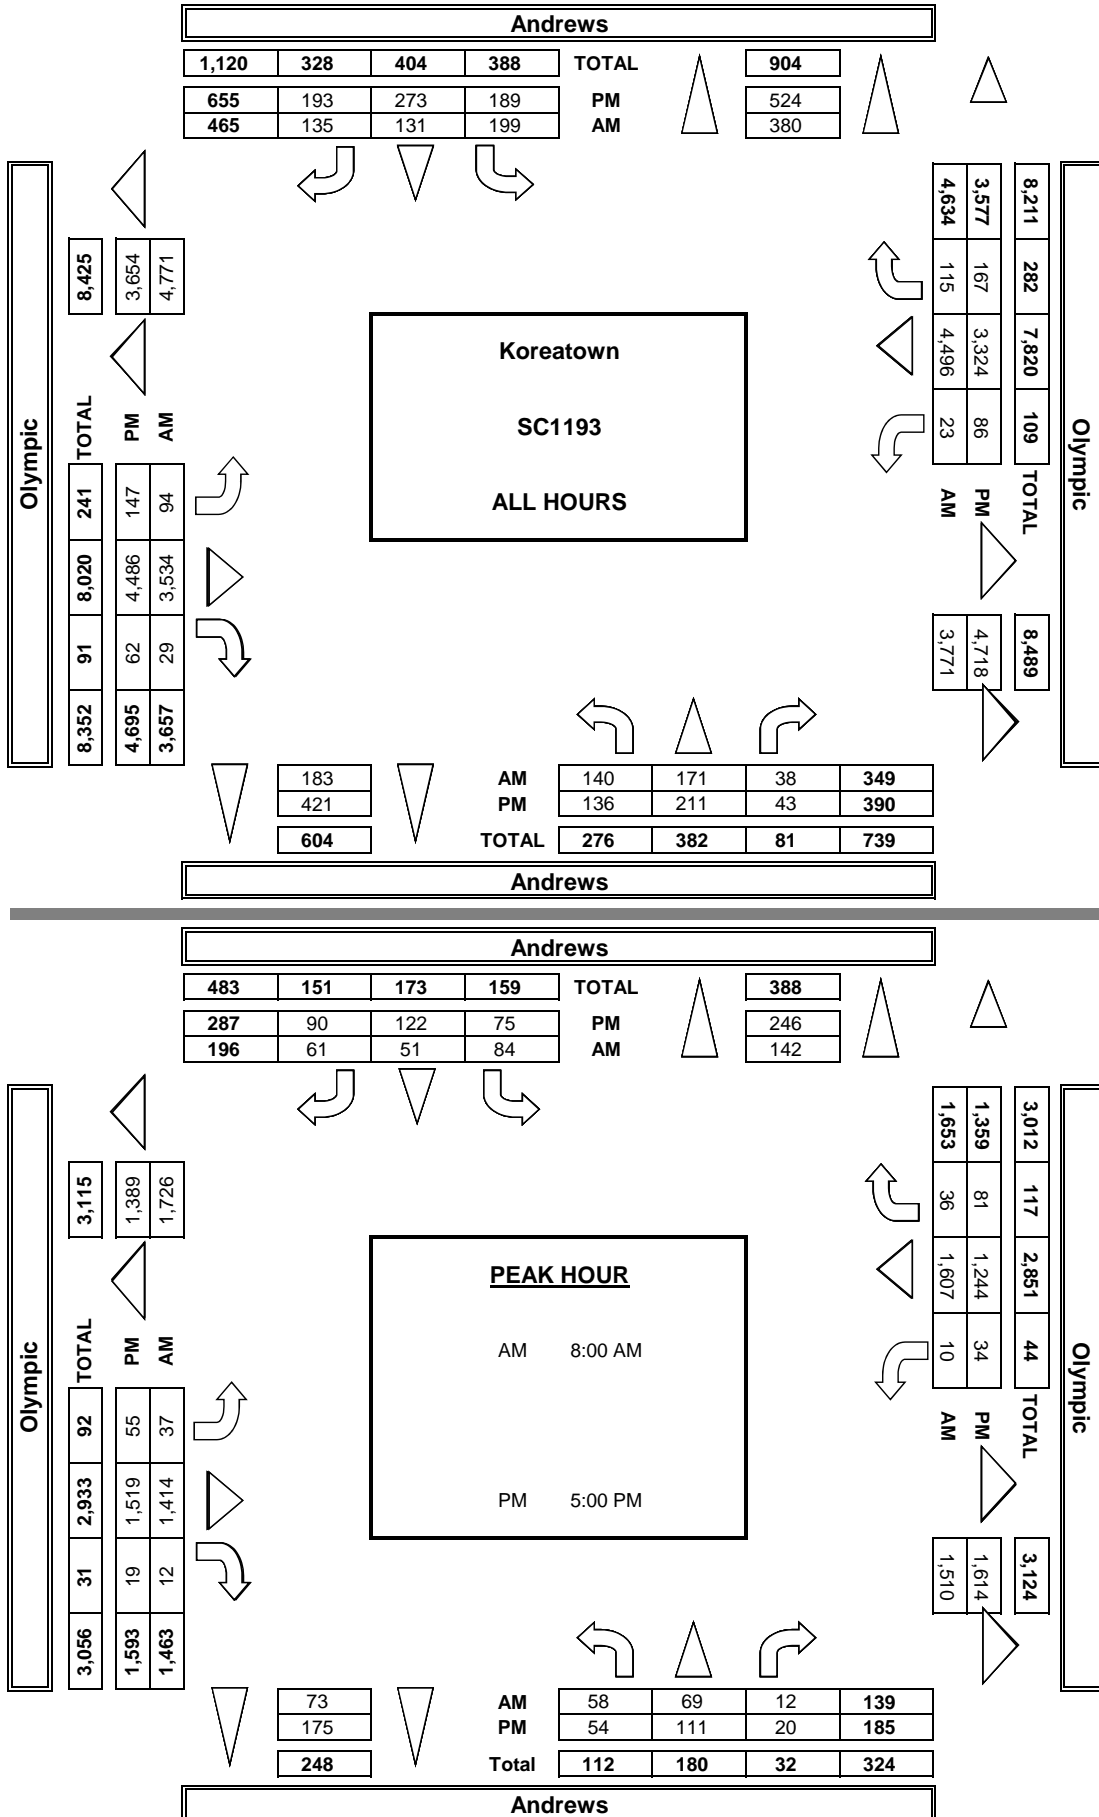 Andrews
1,120 328 404 388 TOTAL 904
655 193 273 189 PM 524
465 135 131 199 AM 380
Olympic
8,425
3,654
4,771
TOTAL 241 8,020 91 8,352
PM 147 4,486 62 4,695
AM 94 3,534 29 3,657
Koreatown
SC1193
ALL HOURS
8,211 282 7,820 109 TOTAL 8,489
3,577 167 3,324 86 PM 4,718
4,634 115 4,496 23 AM 3,771
Olympic
183 AM 140 171 38 349
421 PM 136 211 43 390
604 TOTAL 276 382 81 739
Andrews
Andrews
483 151 173 159 TOTAL 388
287 90 122 75 PM 246
196 61 51 84 AM 142
Olympic
3,115
1,389
1,726
TOTAL 92 2,933 31 3,056
PM 55 1,519 19 1,593
AM 37 1,414 12 1,463
PEAK HOUR
AM 8:00 AM
PM 5:00 PM
3,012 117 2,851 44 TOTAL 3,124
1,359 81 1,244 34 PM 1,614
1,653 36 1,607 10 AM 1,510
Olympic
73 AM 58 69 12 139
175 PM 54 111 20 185
248 Total 112 180 32 324
Andrews